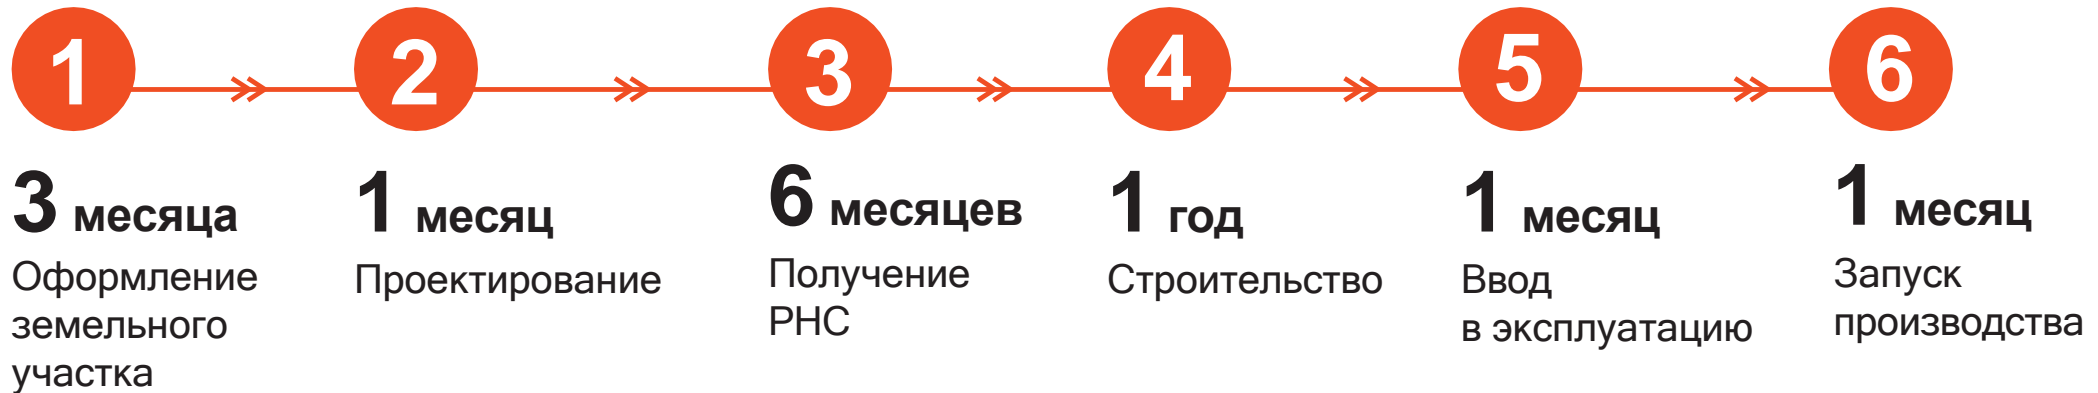 1
2
3
4
5
6
3 месяца
Оформление
земельного
участка
1 месяц
Проектирование
6 месяцев
Получение
РНС
1 год
Строительство
1 месяц
Ввод
в эксплуатацию
1 месяц
Запуск
производства